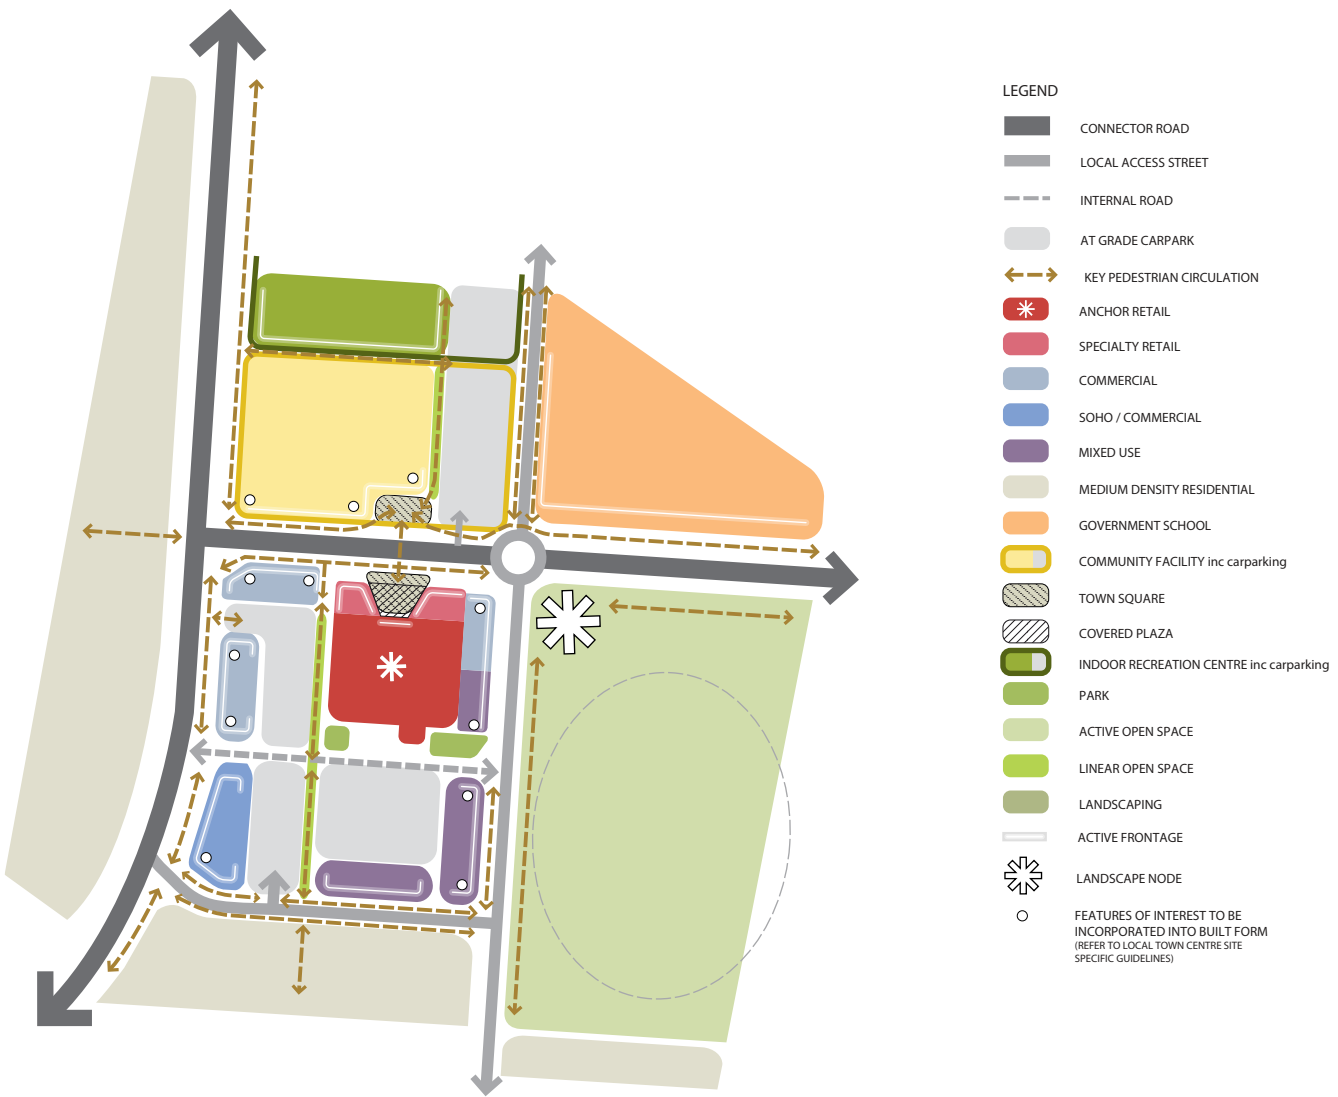 LEGEND
CONNECTOR ROAD
LOCAL ACCESS STREET
INTERNAL ROAD
AT GRADE CARPARK
KEY PEDESTRIAN CIRCULATION
ANCHOR RETAIL
SPECIALTY RETAIL
COMMERCIAL
SOHO / COMMERCIAL
MIXED USE
MEDIUM DENSITY RESIDENTIAL
GOVERNMENT SCHOOL
COMMUNITY FACILITY inc carparking
TOWN SQUARE
COVERED PLAZA
INDOOR RECREATION CENTRE inc carparking
PARK
ACTIVE OPEN SPACE
LINEAR OPEN SPACE
LANDSCAPING
ACTIVE FRONTAGE
LANDSCAPE NODE
FEATURES OF INTEREST TO BE
INCORPORATED INTO BUILT FORM
(REFER TO LOCAL TOWN CENTRE SITE
SPECIFIC GUIDELINES)